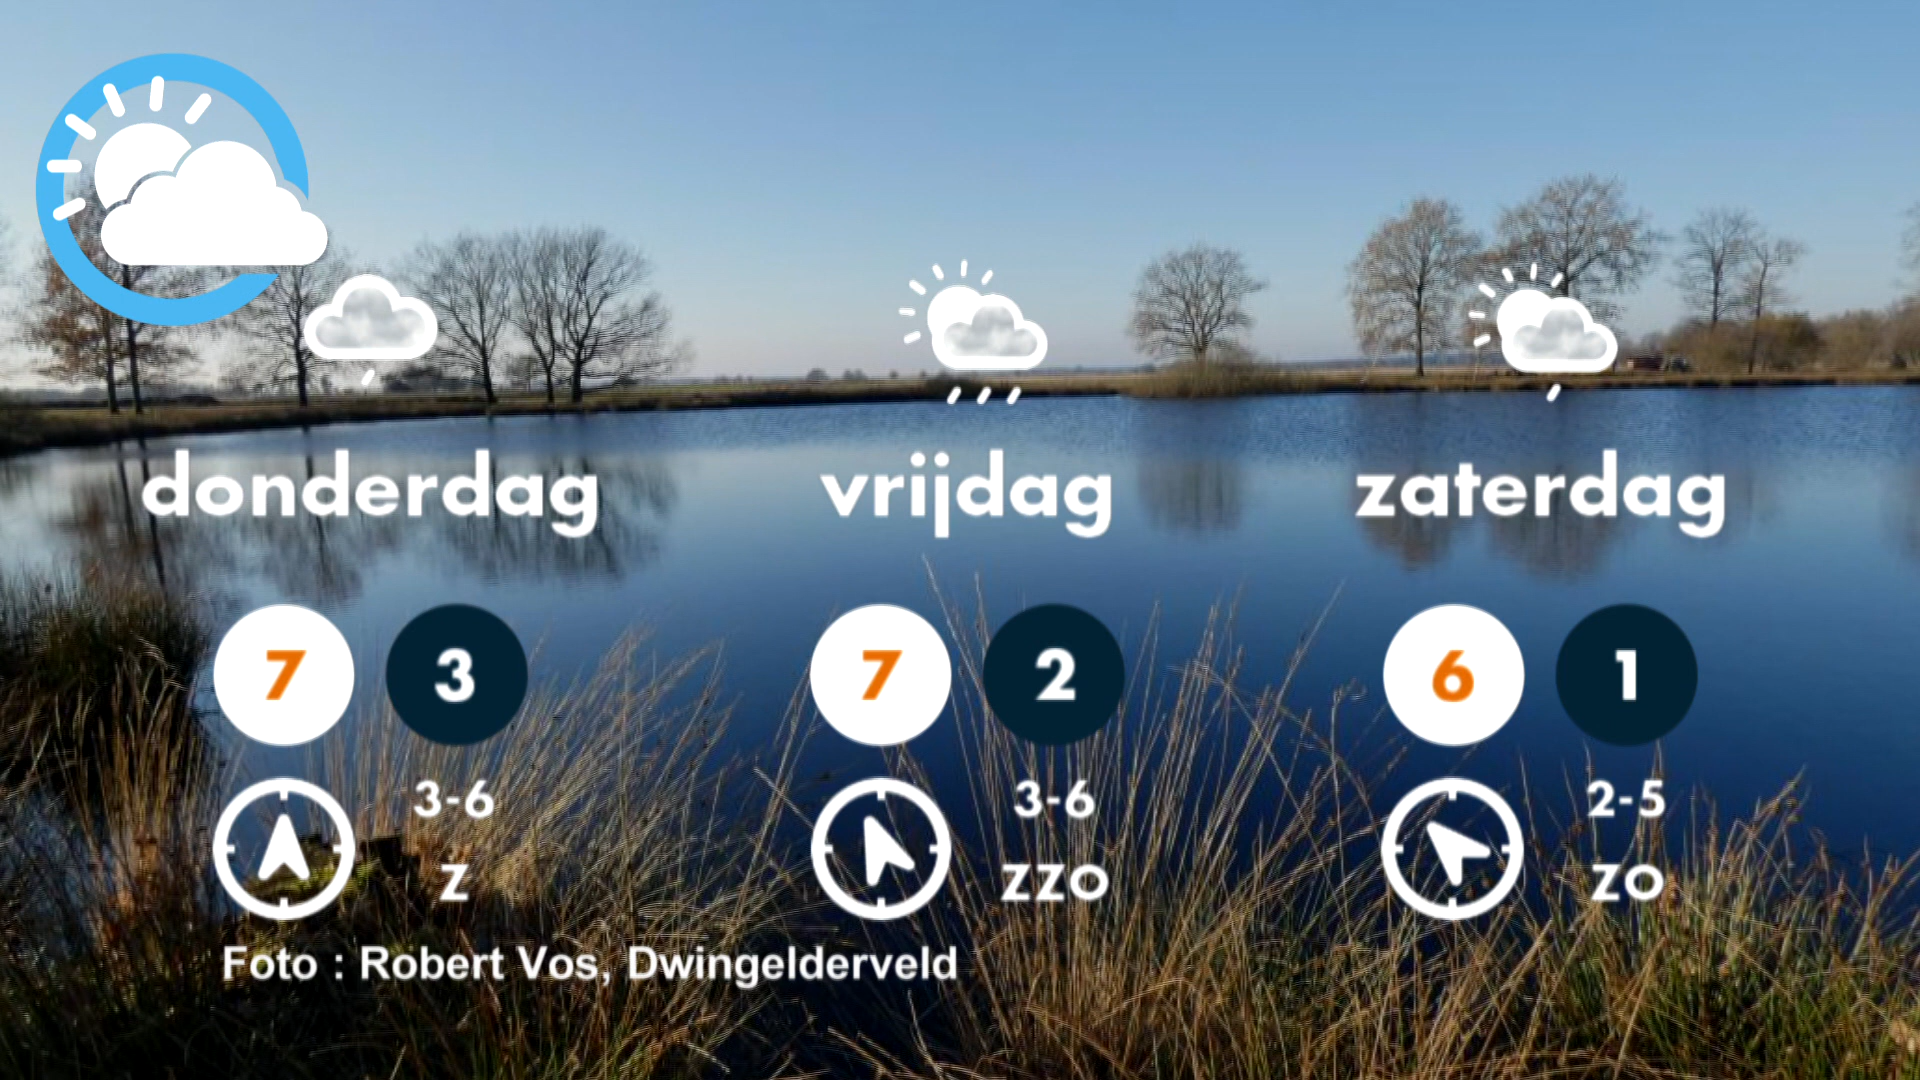 donderdag vrijdag zaterdag
7 3 7 2 6 1
3-6 3-6 2-5
Z ZZO ZO
Foto : Robert Vos, Dwingelderveld